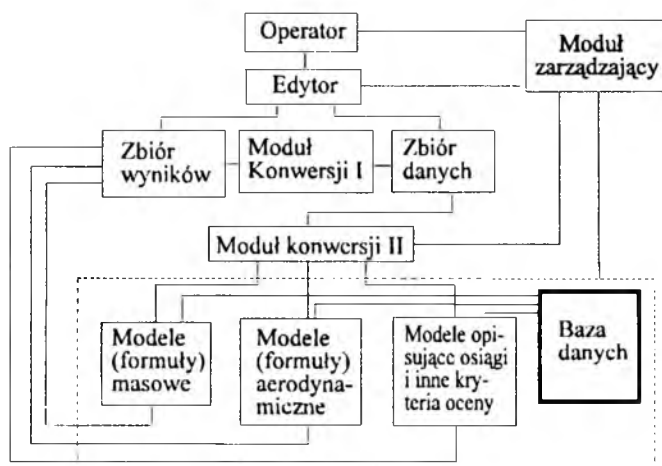 Operator
Moduł
zarządzający
Edytor
Zbiór
wyników
Moduł
Konwersji I
Zbiór
danych
Moduł konwersji II
Modele
(formuły)
masowe
Modele
(formuły)
aerodyna-
miczne
Modele opi-
sujące osiągi
i inne kry-
teria oceny
Baza
danych